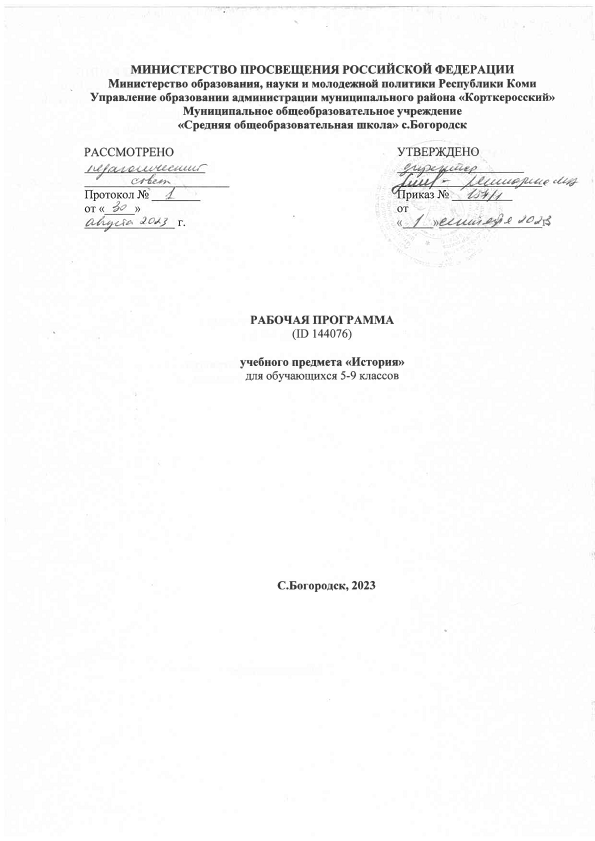 МИНИСТЕРСТВО ПРОСВЕЩЕНИЯ РОССИЙСКОЙ ФЕДЕРАЦИИ
Министерство образования, науки и молодежной политики Республики Коми
Управление образовании администрации муниципального района «Корткеросский»
Муниципальное общеобразовательное учреждение
«Средняя общеобразовательная школа» с.Богородск
РАССМОТРЕНО
педагогический
совет
Протокол № 1
от « 30 »
августа 2023 г.
УТВЕРЖДЕНО
директор
Приказ №
от
« 1 » сентября 2023
РАБОЧАЯ ПРОГРАММА
(ID 144076)
учебного предмета «История»
для обучающихся 5-9 классов
С.Богородск, 2023